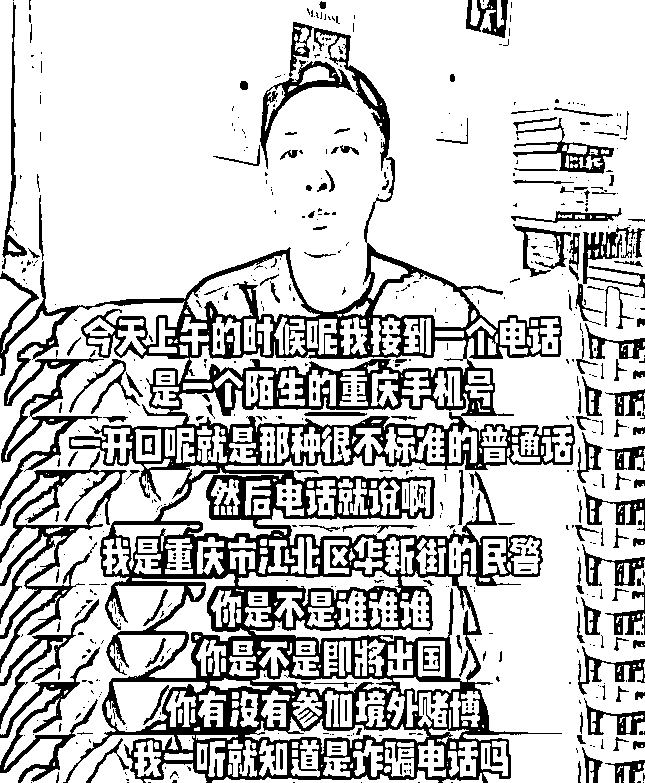 MATISSE
今天上午的时候呢我接到一个电话
是一个陌生的重庆手机号
一开口呢就是那种很不标准的普通话
然后电话就说啊
我是重庆市江北区华新街的民警
你是不是谁谁谁
你是不是即将出国
你有没有参加境外赌博
我一听就知道是诈骗电话吗